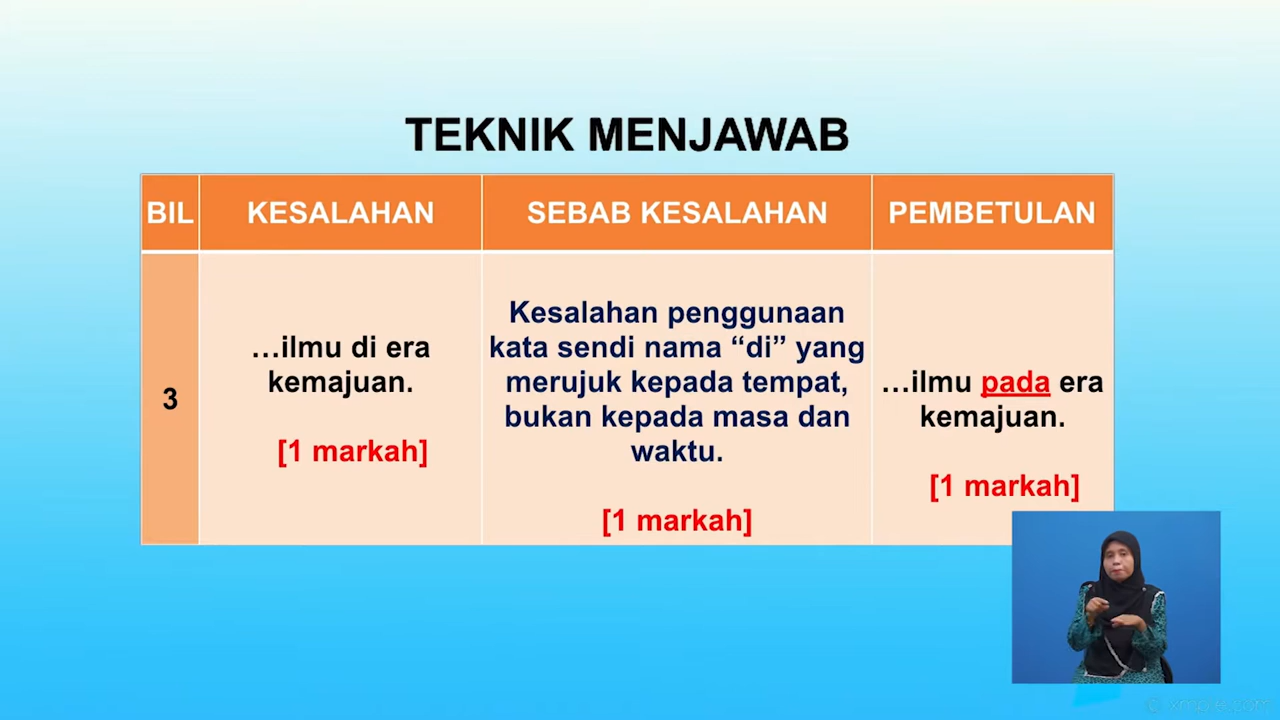 TEKNIK MENJAWAB
BIL
KESALAHAN
SEBAB KESALAHAN
PEMBETULAN
3
…ilmu di era
kemajuan.
[1 markah]
Kesalahan penggunaan
kata sendi nama “di” yang
merujuk kepada tempat,
bukan kepada masa dan
waktu.
[1 markah]
…ilmu pada era
kemajuan.
[1 markah]